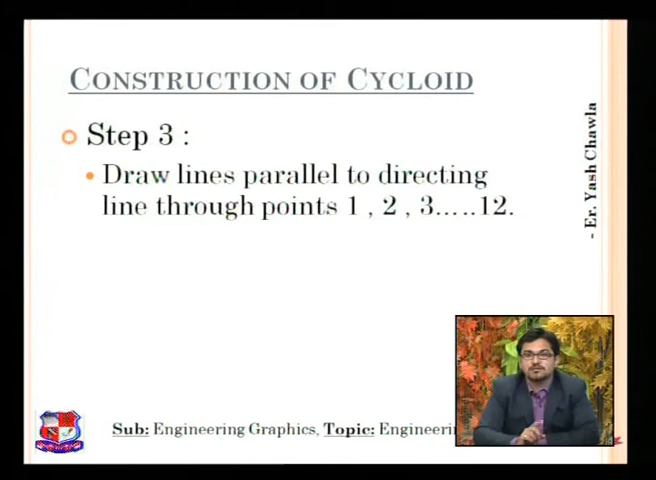 CONSTRUCTION OF CYCLOID
Step 3 :
Draw lines parallel to directing
line through points 1 , 2 , 3.....12.
- Er. Yash Chawla
Sub: Engineering Graphics, Topic: Engineerin